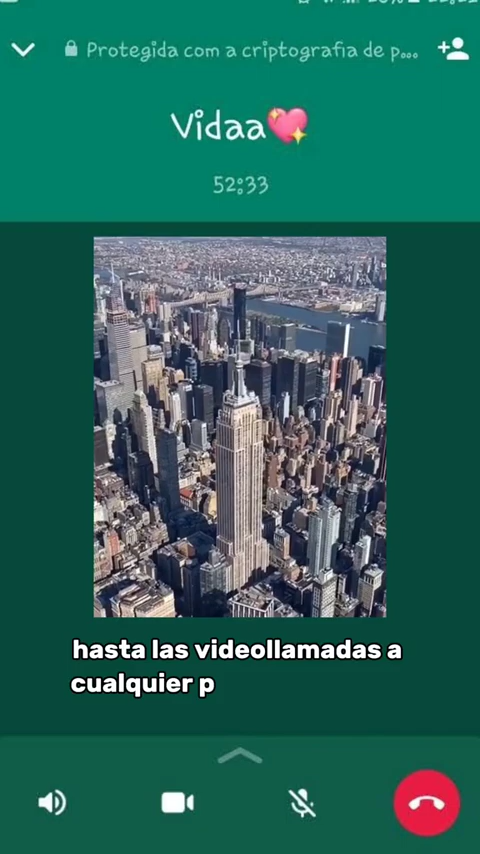 Protegida com a criptografia de p...
Vidaa💖
52:33
hasta las videollamadas a
cualquier p